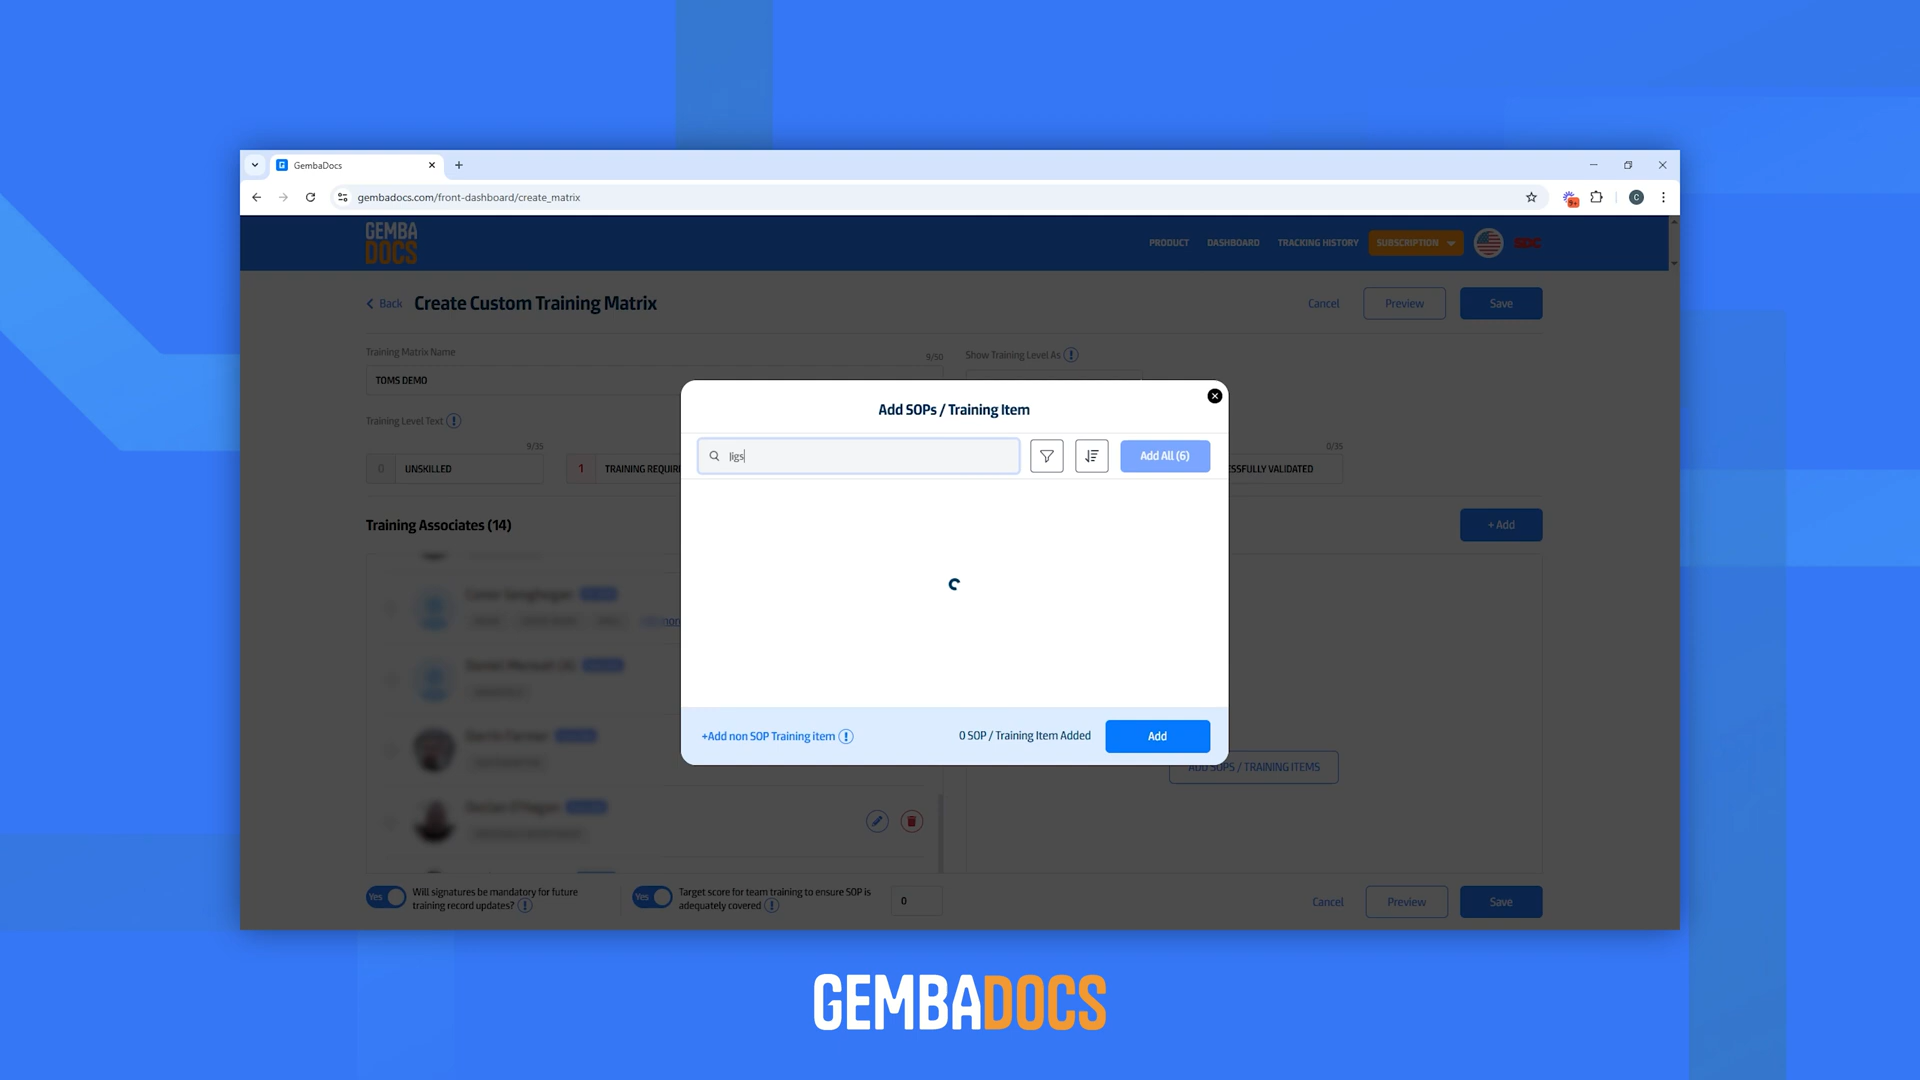 GembaDocs
gembadocs.com/front-dashboard/create_matrix
GEMBA
DOCS
PRODUCT
DASHBOARD
TRACKING HISTORY
SUBSCRIPTION
SDC
Back
Create Custom Training Matrix
Cancel
Preview
Save
Training Matrix Name
9/50
Show Training Level As
TOMS DEMO
Add SOPs / Training Item
Training Level Text
9/35
0/35
0
UNSKILLED
1
TRAINING REQUIR
Jigs
Add All (6)
SSFULLY VALIDATED
Training Associates (14)
+ Add
+Add non SOP Training item
0 SOP / Training Item Added
Add
ADD SOPS / TRAINING ITEMS
Yes
Will signatures be mandatory for future
training record updates?
Yes
Target score for team training to ensure SOP is
adequately covered
0
Cancel
Preview
Save
GEMBADOCS